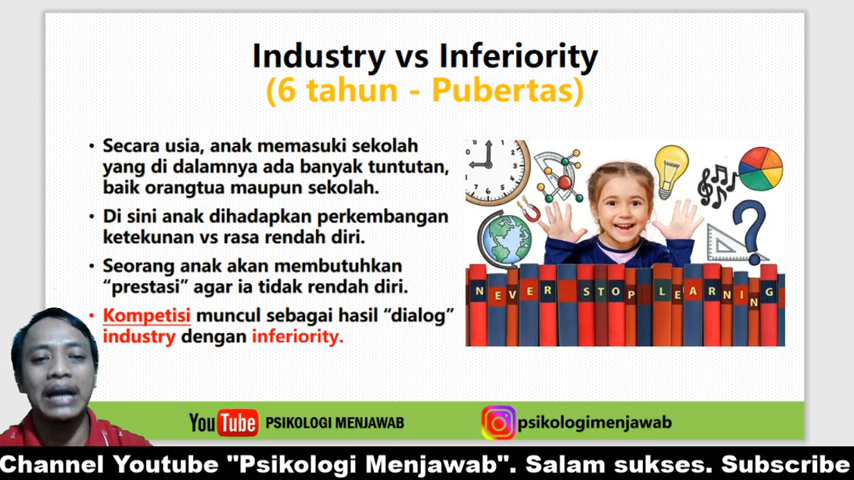 Industry vs Inferiority
(6 tahun - Pubertas)
• Secara usia, anak memasuki sekolah
yang di dalamnya ada banyak tuntutan,
baik orangtua maupun sekolah.
• Di sini anak dihadapkan perkembangan
ketekunan vs rasa rendah diri.
• Seorang anak akan membutuhkan
“prestasi” agar ia tidak rendah diri.
• Kompetisi muncul sebagai hasil “dialog”
industry dengan inferiority.
NEVER STOP LEARNING
YouTube PSIKOLOGI MENJAWAB
psikologimenjawab
Channel Youtube "Psikologi Menjawab". Salam sukses. Subscribe